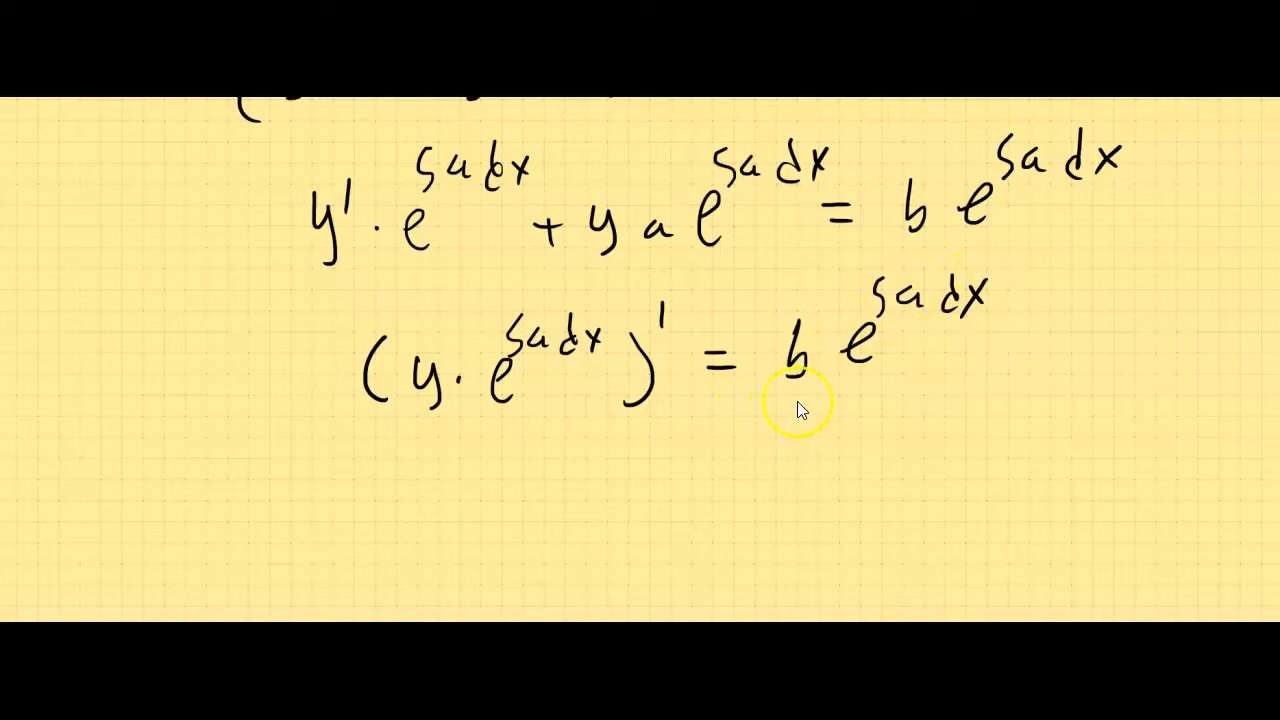 y' · e^{∫a dx} + y a e^{∫a dx} = b e^{∫a dx}
(y · e^{∫a dx})' = b e^{∫a dx}